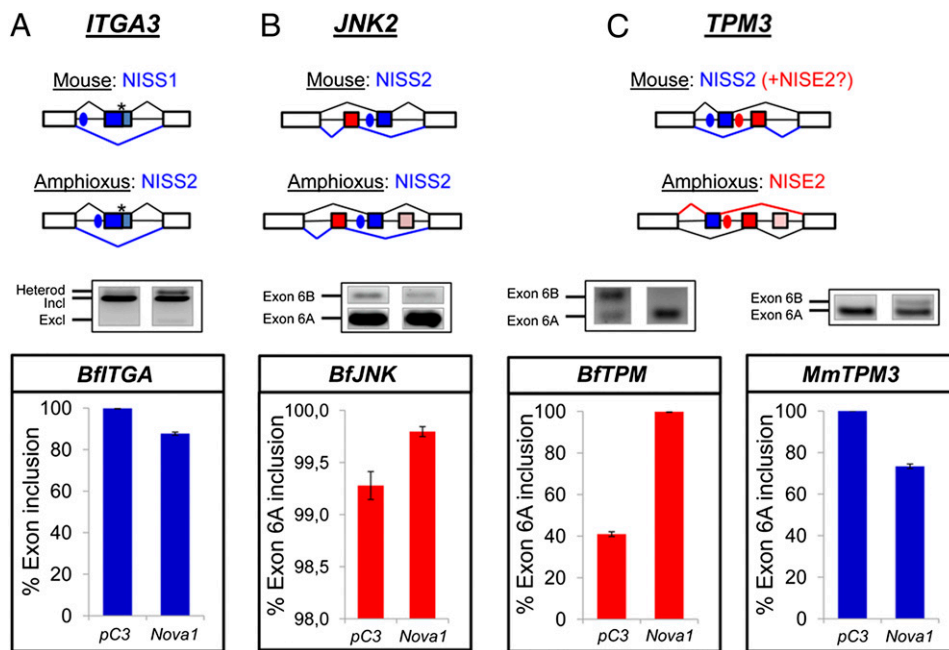 A
ITGA3
Mouse: NISS1
*
Amphioxus: NISS2
*
Heterod
Incl
Excl
BfITGA
% Exon inclusion
100
80
60
40
20
0
pC3 Nova1
B
JNK2
Mouse: NISS2
Amphioxus: NISS2
Exon 6B
Exon 6A
BfJNK
% Exon 6A inclusion
100,0
99,5
99,0
98,5
98,0
pC3 Nova1
C
TPM3
Mouse: NISS2 (+NISE2?)
Amphioxus: NISE2
Exon 6B
Exon 6A
BfTPM
% Exon 6A inclusion
100
80
60
40
20
0
pC3 Nova1
Exon 6B
Exon 6A
MmTPM3
% Exon 6A inclusion
100
80
60
40
20
0
pC3 Nova1